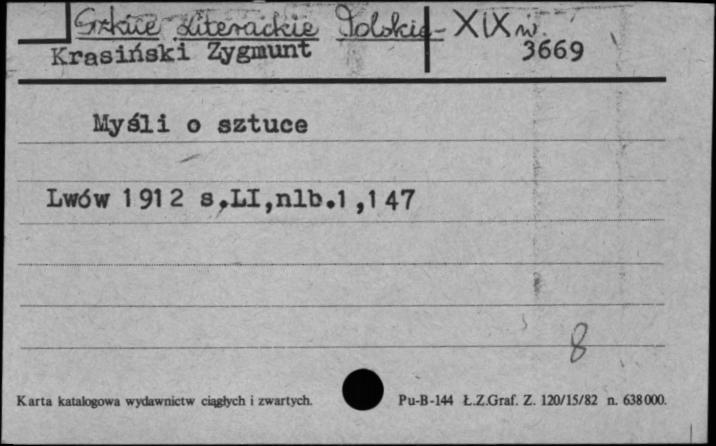 Szkice Literackie Polskie - XIX w.
Krasiński Zygmunt 3669
Myśli o sztuce
Lwów 1912 s,LI,nlb.1,147
8
Karta katalogowa wydawnictw ciągłych i zwartych. Pu-B-144 Ł.Z.Graf. Z. 120/15/82 n. 638000.